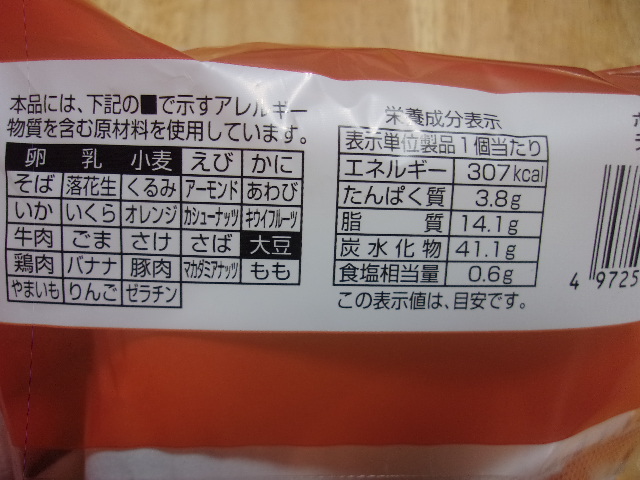 本品には、下記の■で示すアレルギー
物質を含む原材料を使用しています。
卵 乳 小麦 えび かに
そば 落花生 くるみ アーモンド あわび
いか いくら オレンジ カシューナッツ キウイフルーツ
牛肉 ごま さけ さば 大豆
鶏肉 バナナ 豚肉 マカダミアナッツ もも
やまいも りんご ゼラチン
栄養成分表示
表示単位製品1個当たり
エネルギー 307kcal
たんぱく質 3.8g
脂質 14.1g
炭水化物 41.1g
食塩相当量 0.6g
この表示値は、目安です。
4 9725